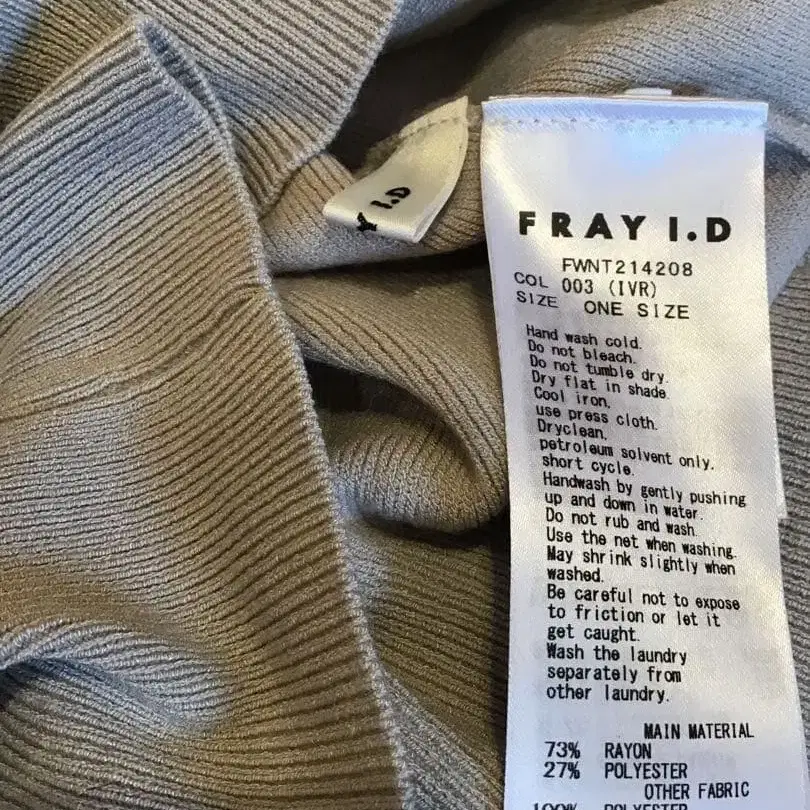 Y I.D
FRAY I.D
FWNT214208
COL 003 (IVR)
SIZE ONE SIZE
Hand wash cold.
Do not bleach.
Do not tumble dry.
Dry flat in shade.
Cool iron,
use press cloth.
Dryclean,
petroleum solvent only.
short cycle.
Handwash by gently pushing
up and down in water.
Do not rub and wash.
Use the net when washing.
May shrink slightly when
washed.
Be careful not to expose
to friction or let it
get caught.
Wash the laundry
separately from
other laundry.
MAIN MATERIAL
73% RAYON
27% POLYESTER
OTHER FABRIC
100% POLYESTER